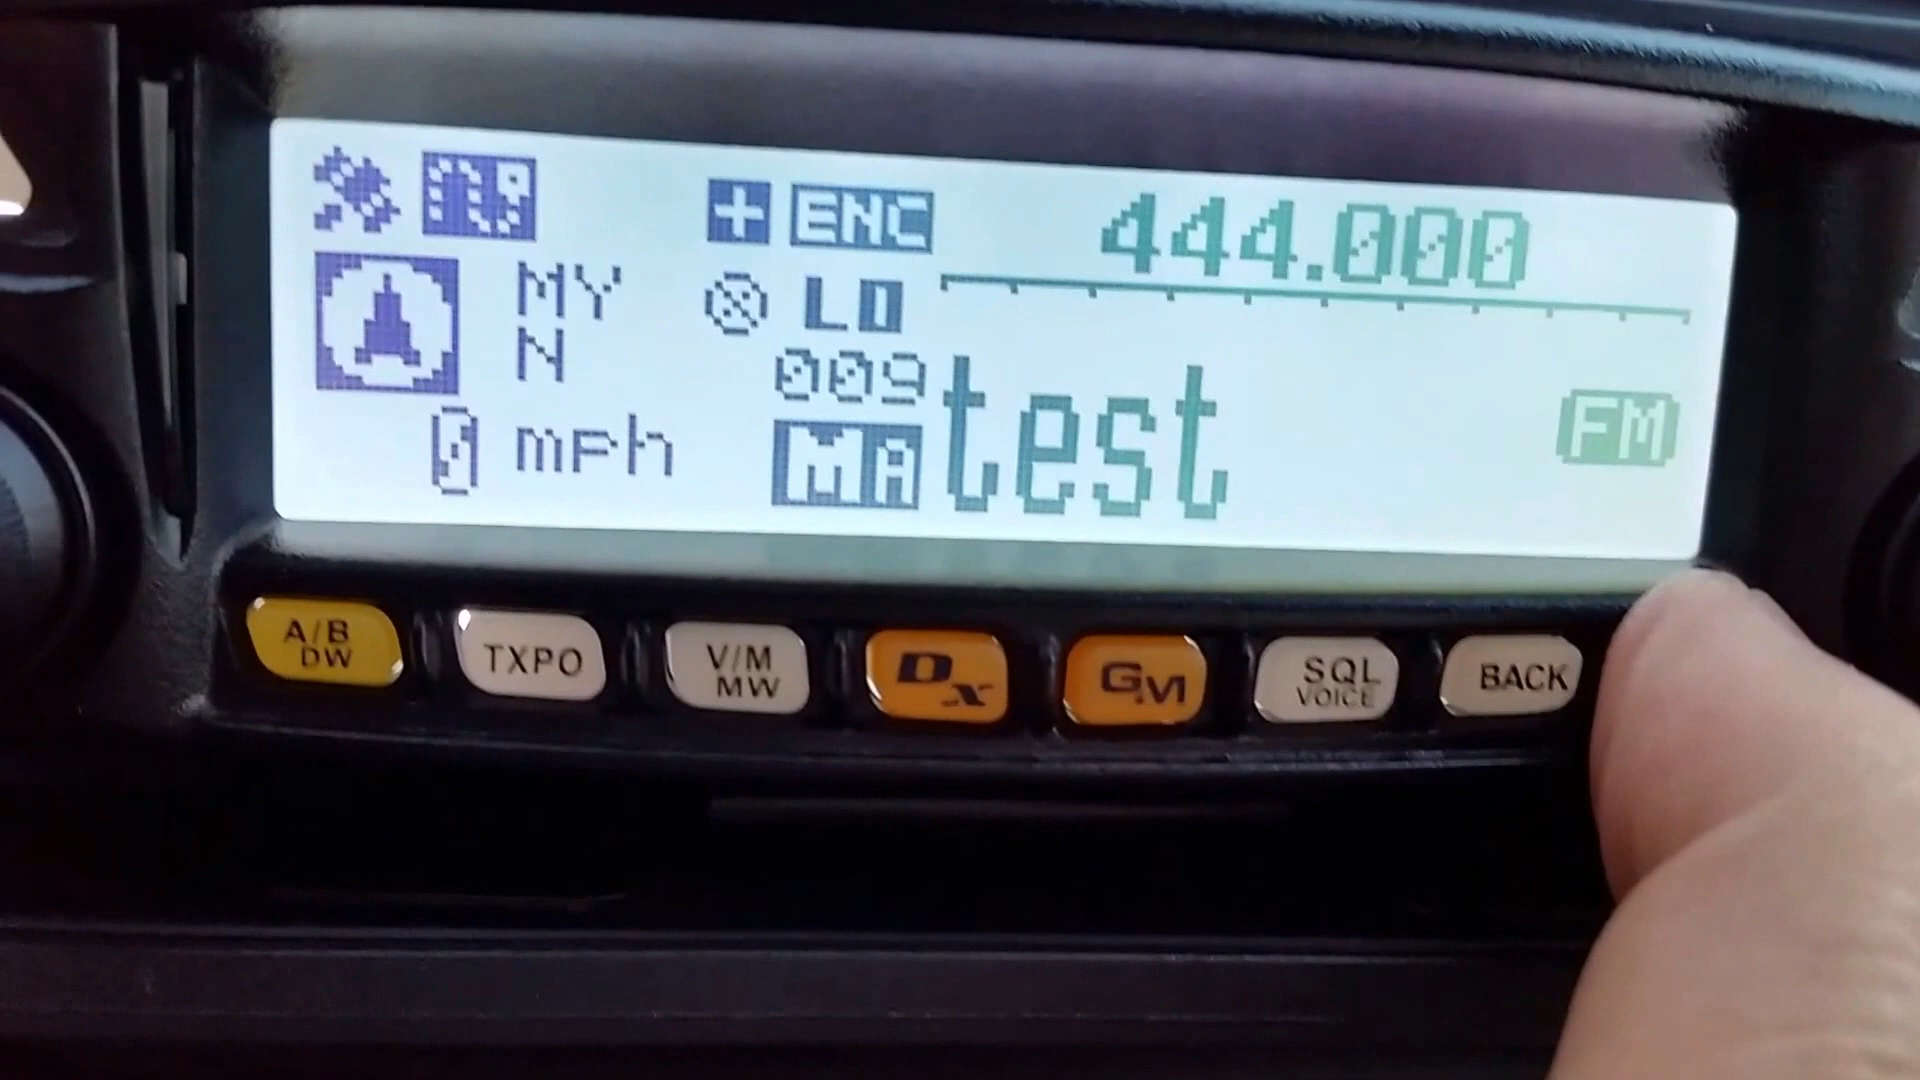 + ENC 444.000
MY LO
N
009 test FM
0 mph MA
A/B DW
TXPO
V/M MW
Dx
GM
SQL VOICE
BACK